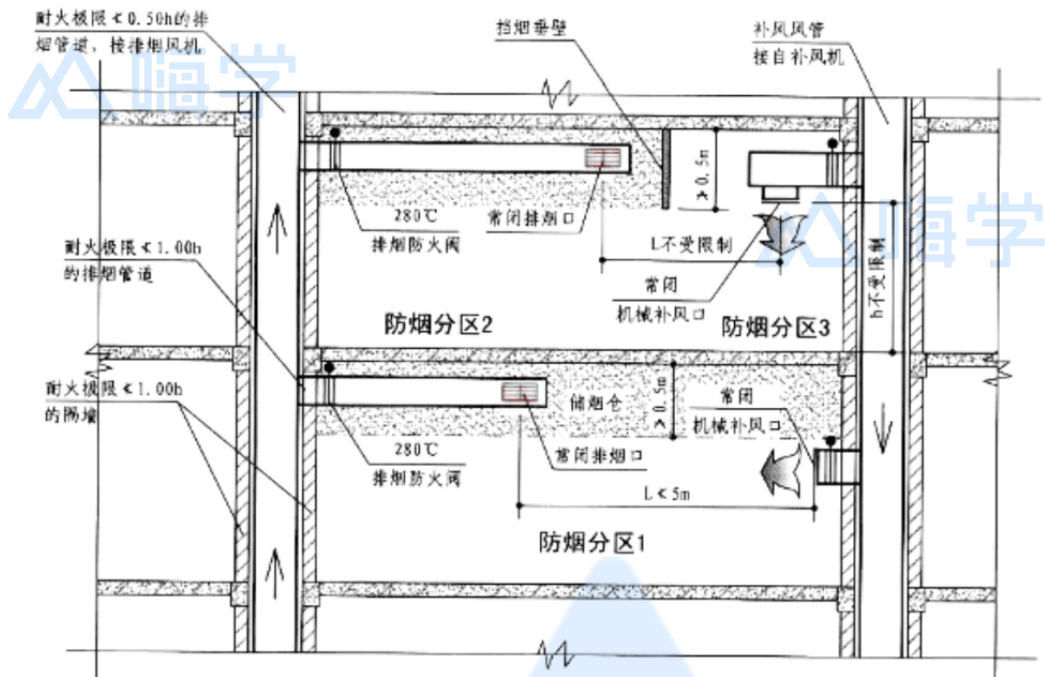 耐火极限≮0.50h的排
烟管道，接排烟风机
挡烟垂壁
补风风管
接自补风机
嗨学
≥0.5m
280℃
排烟防火阀
常闭排烟口
L不受限制
嗨学
耐火极限≮1.00h
的排烟管道
常闭
机械补风口
h不受限制
防烟分区2
防烟分区3
耐火极限≮1.00h
的隔墙
储烟仓
≥0.5m
常闭
机械补风口
280℃
排烟防火阀
常闭排烟口
L≮5m
防烟分区1